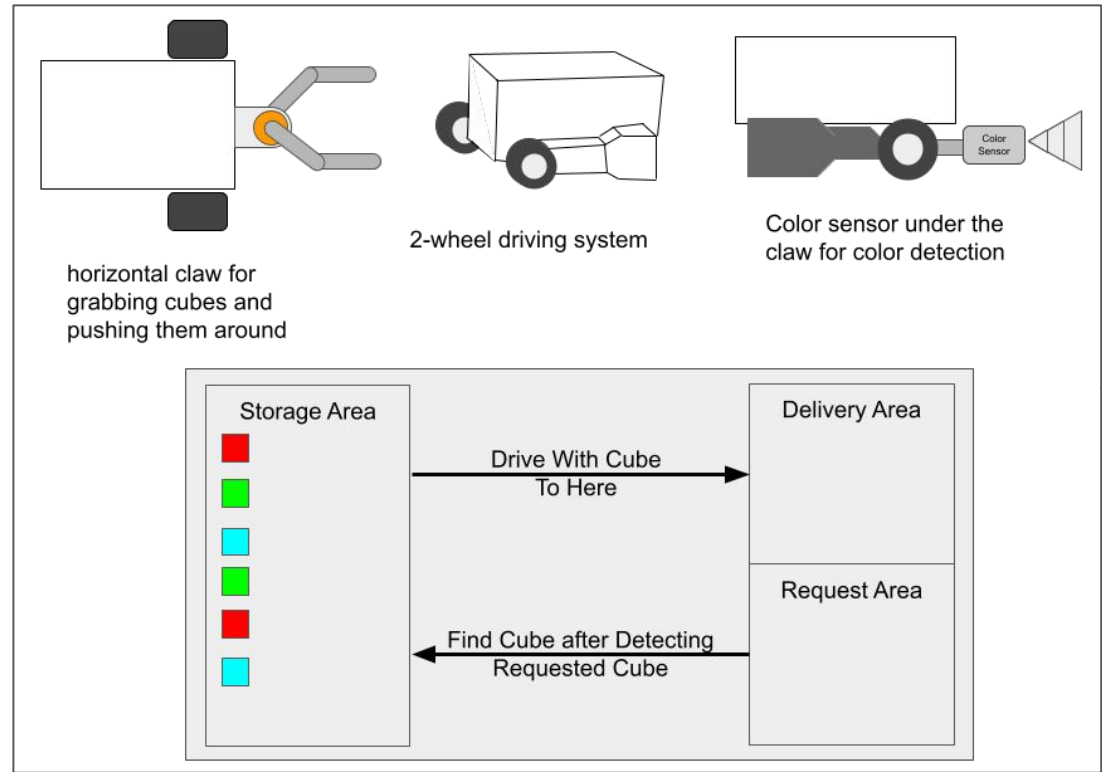 horizontal claw for
grabbing cubes and
pushing them around
2-wheel driving system
Color
Sensor
Color sensor under the
claw for color detection
Storage Area
Drive With Cube
To Here
Delivery Area
Find Cube after Detecting
Requested Cube
Request Area